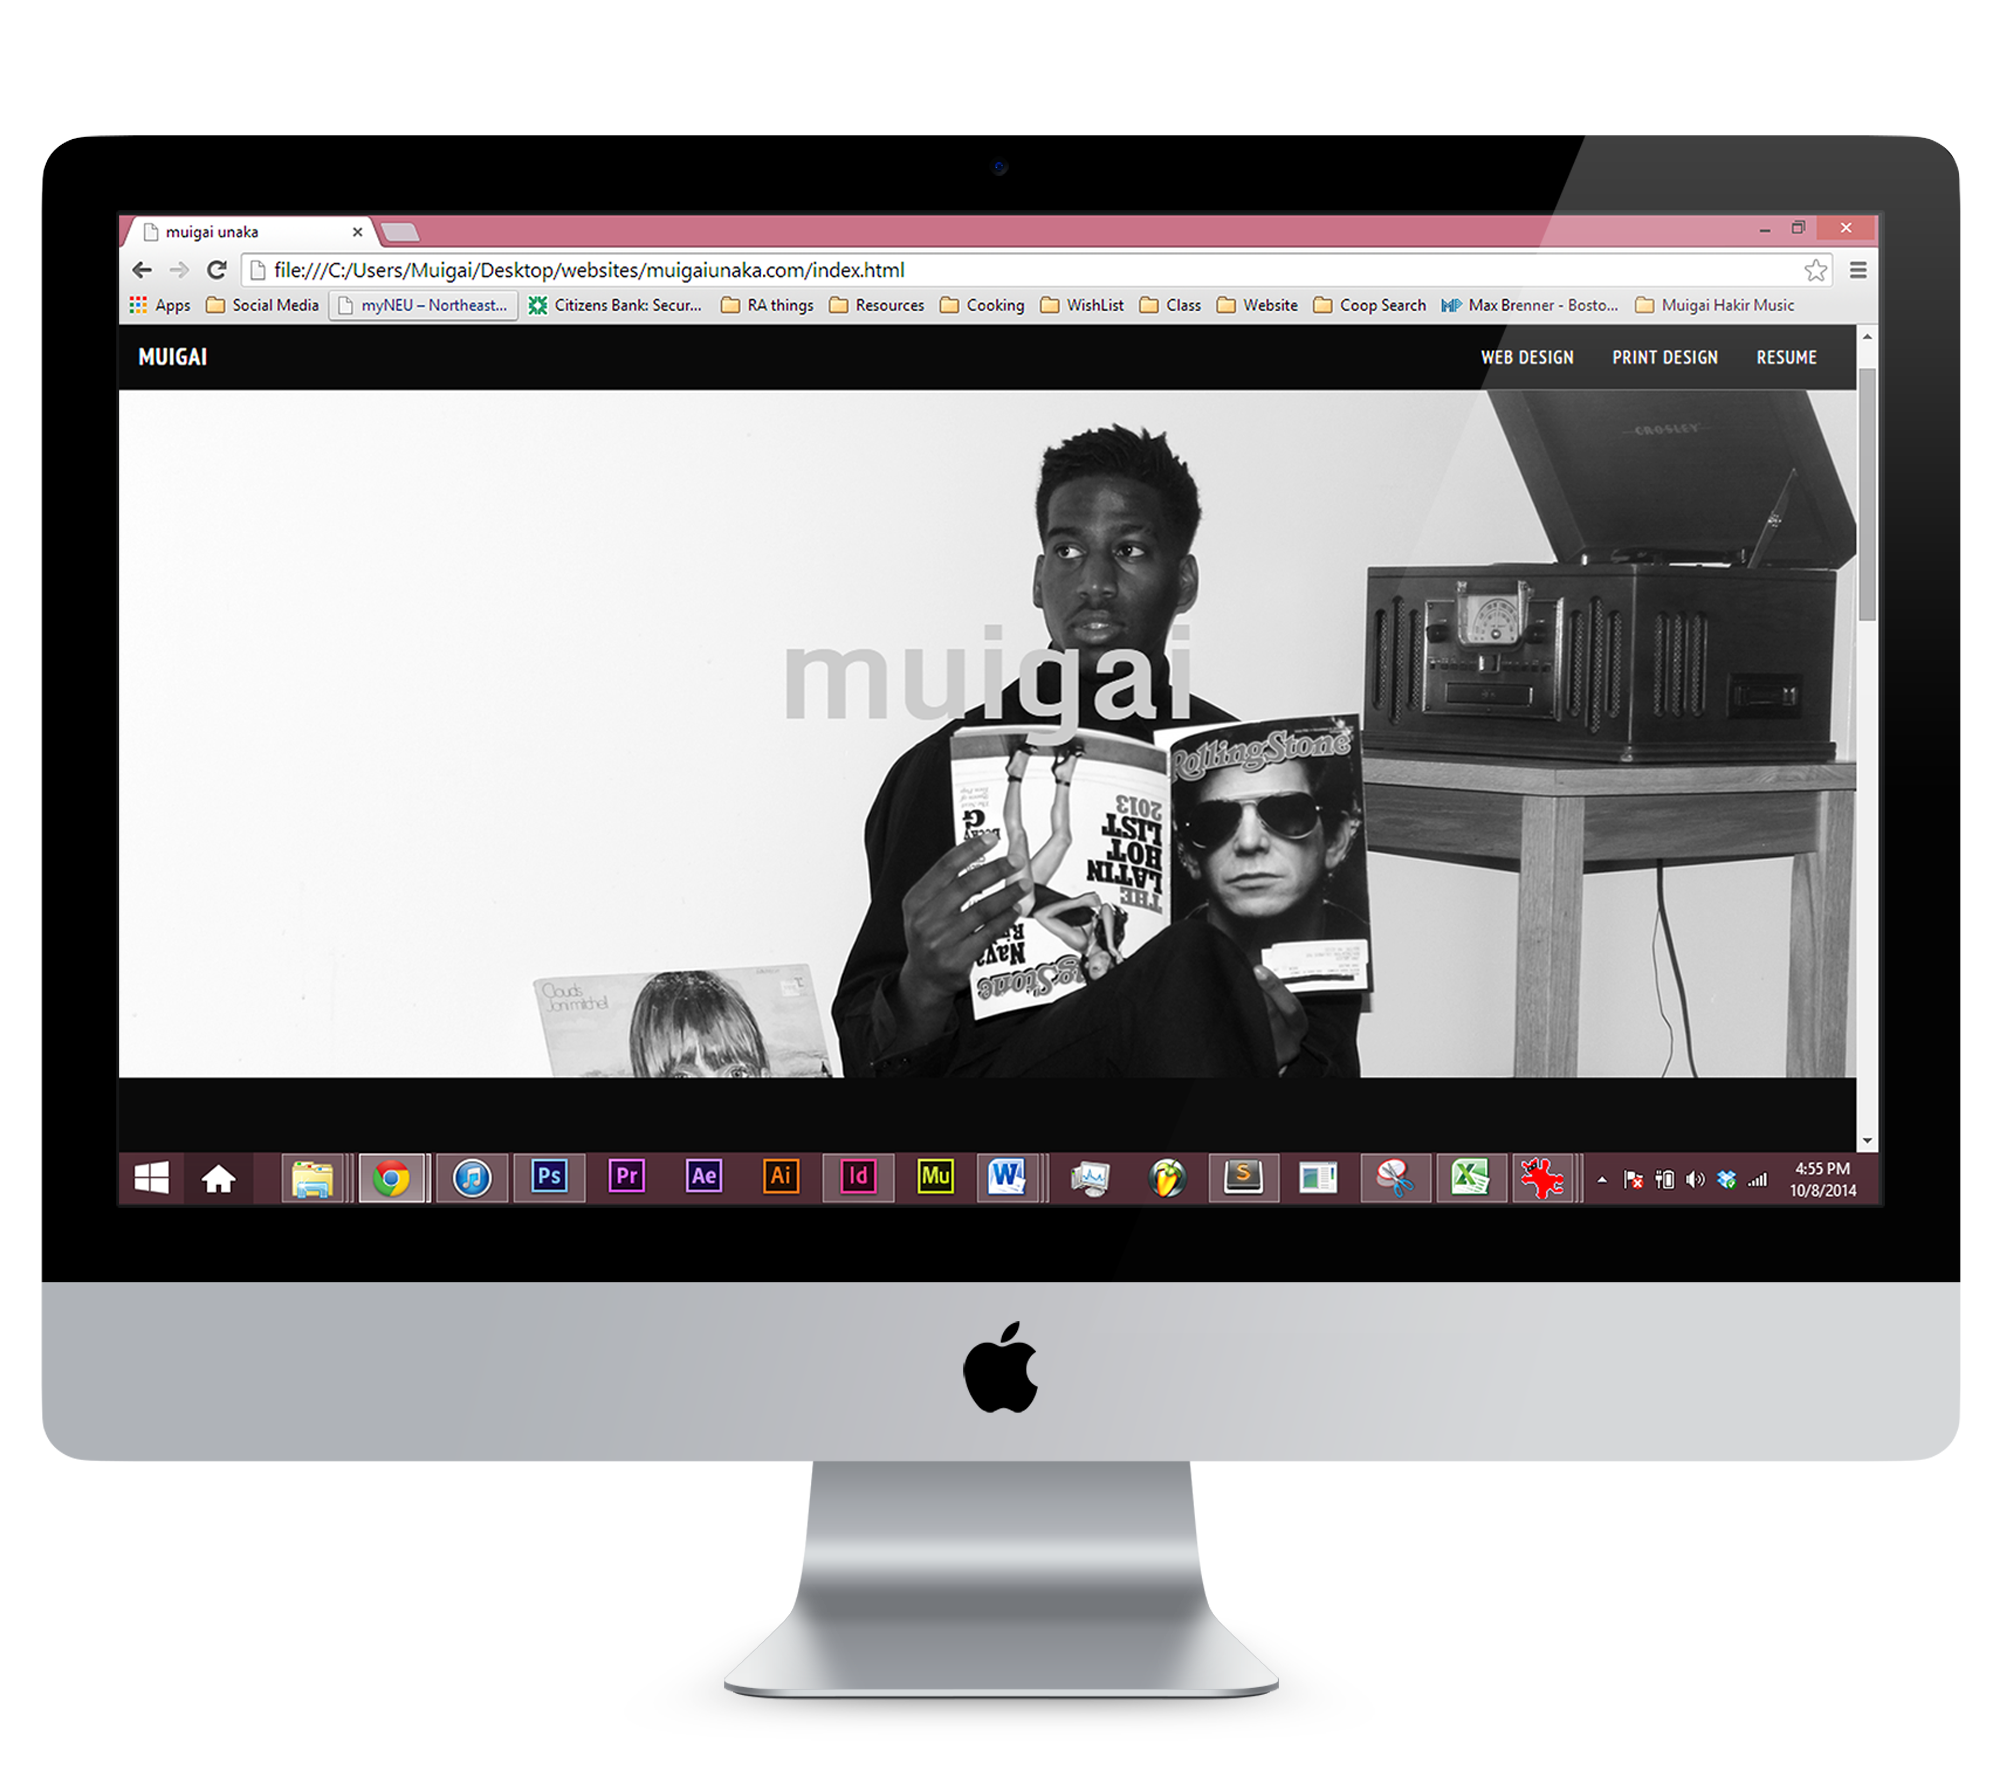 muigai unaka
file:///C:/Users/Muigai/Desktop/websites/muigaiunaka.com/index.html
Apps Social Media myNEU – Northeast... Citizens Bank: Secur... RA things Resources Cooking WishList Class Website Coop Search Max Brenner - Bosto... Muigai Hakir Music
MUIGAI WEB DESIGN PRINT DESIGN RESUME
CROSLEY
muigai
RollingStone
2013
LIST
HOT
LATIN
THE
G
Clouds
Joni mitchell
Ps Pr Ae Ai Id Mu W S X
4:55 PM
10/8/2014